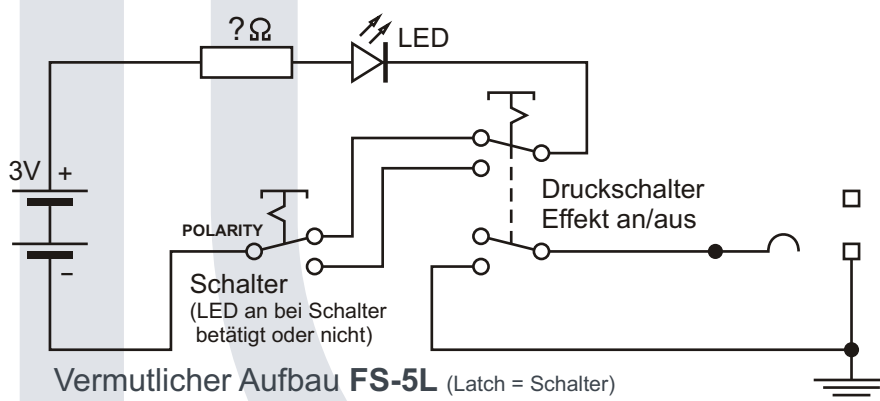 ?Ω
LED
3V
+
POLARITY
Druckschalter
Effekt an/aus
Schalter
(LED an bei Schalter
betätigt oder nicht)
−
Vermutlicher Aufbau FS-5L (Latch = Schalter)